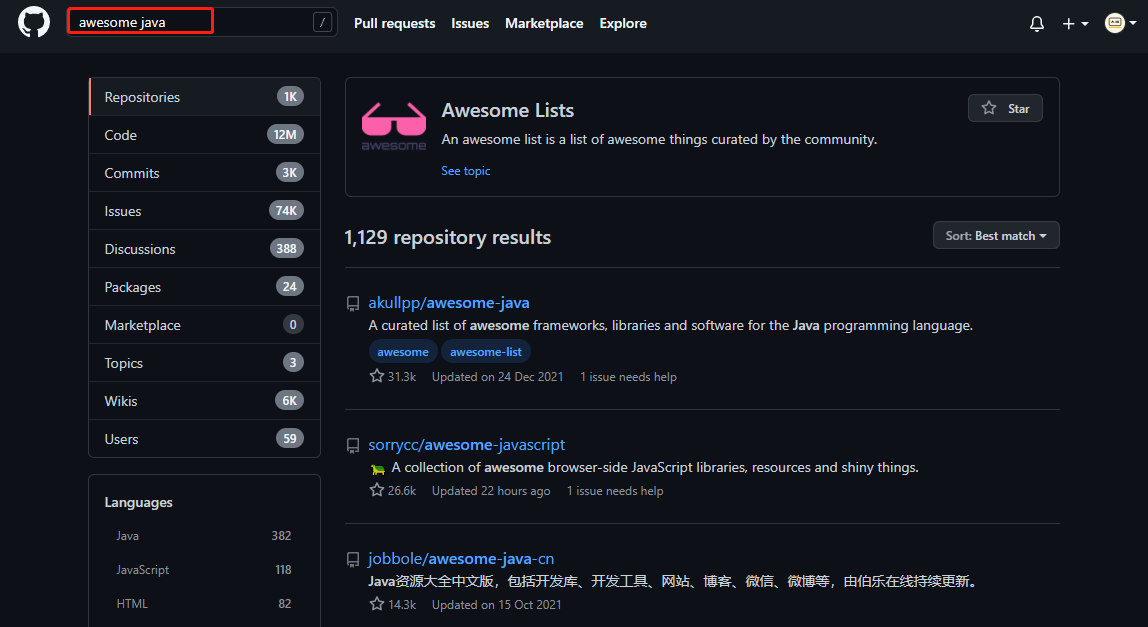 awesome java / Pull requests Issues Marketplace Explore
Repositories 1K
Code 12M
Commits 3K
Issues 74K
Discussions 388
Packages 24
Marketplace 0
Topics 3
Wikis 6K
Users 59
Languages
Java 382
JavaScript 118
HTML 82
awesome
Awesome Lists
Star
An awesome list is a list of awesome things curated by the community.
See topic
1,129 repository results
Sort: Best match
akullpp/awesome-java
A curated list of awesome frameworks, libraries and software for the Java programming language.
awesome awesome-list
31.3k Updated on 24 Dec 2021 1 issue needs help
sorrycc/awesome-javascript
🐢 A collection of awesome browser-side JavaScript libraries, resources and shiny things.
26.6k Updated 22 hours ago 1 issue needs help
jobbole/awesome-java-cn
Java资源大全中文版，包括开发库、开发工具、网站、博客、微信、微博等，由伯乐在线持续更新。
14.3k Updated on 15 Oct 2021